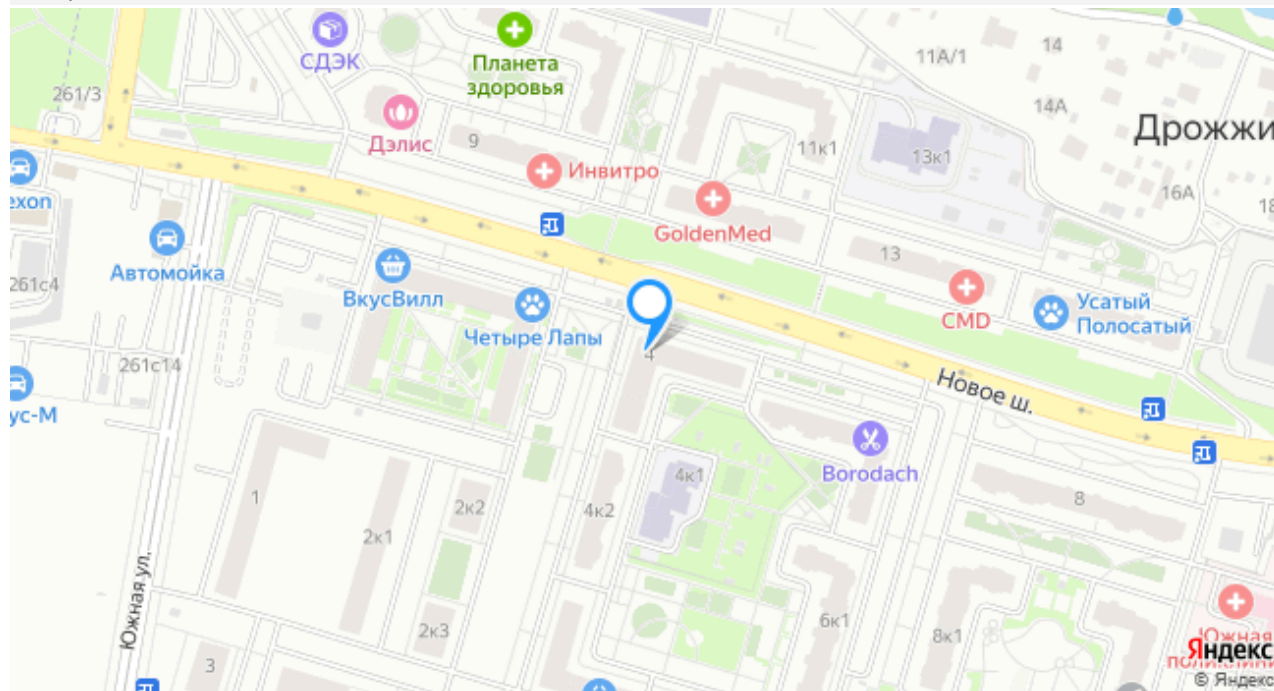 СДЭК
Планета
здоровья
11А/1
14
14А
261/3
Дрожжи
Дэлис
9
11к1
13к1
Инвитро
16А
18
exon
GoldenMed
Автомойка
13
261с4
ВкусВилл
CMD
Усатый
Полосатый
Четыре Лапы
4
261с14
Новое ш.
ус-М
Borodach
4к1
1
2к2
4к2
8
2к1
Южная ул.
2к3
6к1
8к1
Южная
поликлини
3
Яндекс
© Яндекс